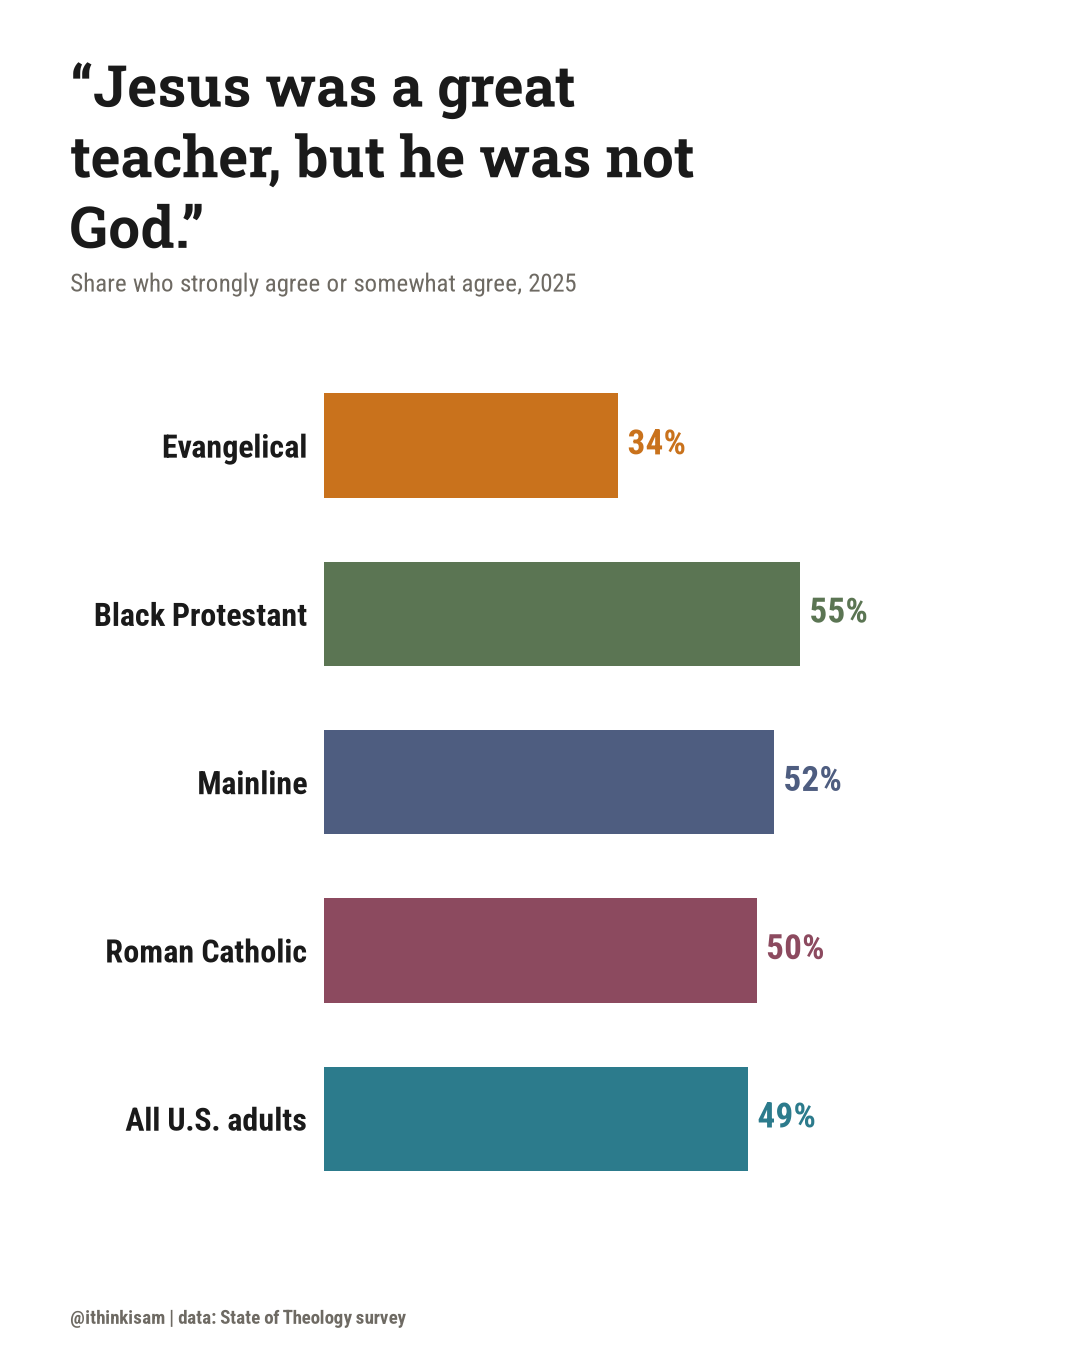 “Jesus was a great
teacher, but he was not
God.”
Share who strongly agree or somewhat agree, 2025
Evangelical 34%
Black Protestant 55%
Mainline 52%
Roman Catholic 50%
All U.S. adults 49%
@ithinkisam | data: State of Theology survey